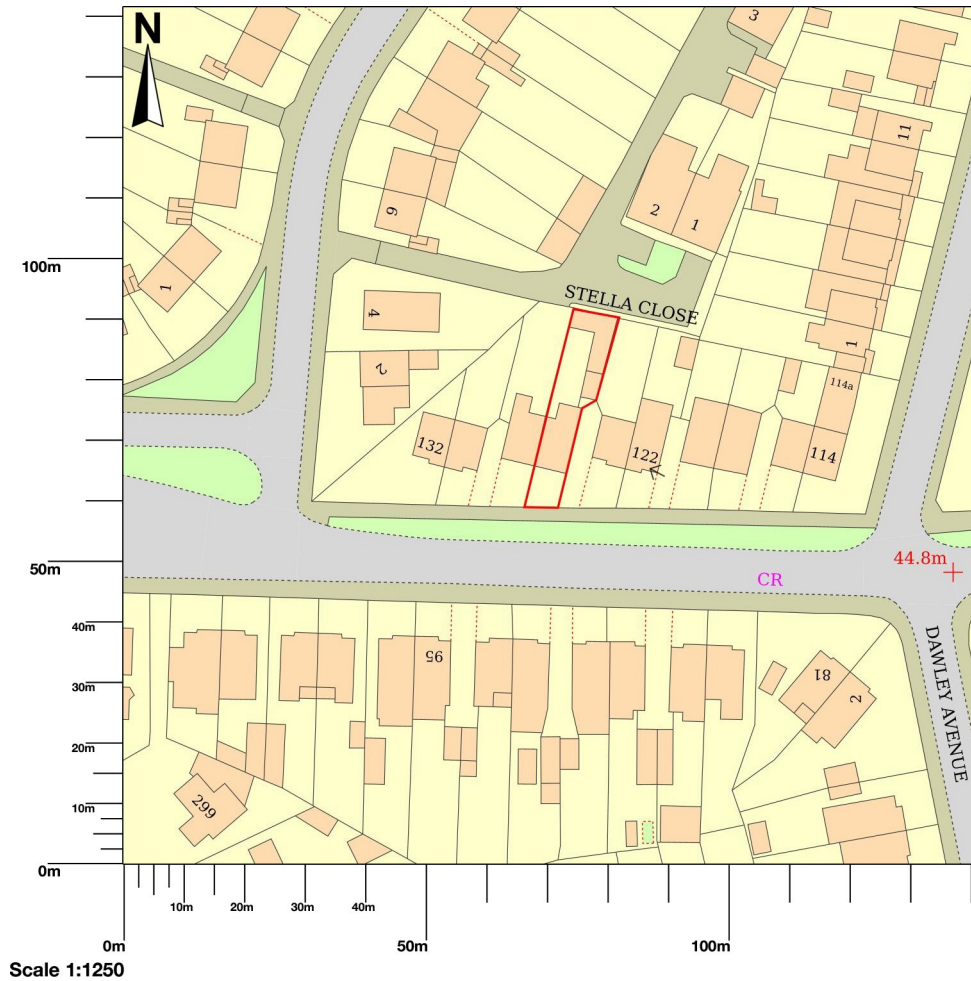 N
3
11
9
2
1
1
100m
STELLA CLOSE
4
1
2
114a
132
122
114
50m
44.8m
CR
40m
95
81
2
DAWLEY AVENUE
30m
20m
299
10m
0m
10m
20m
30m
40m
0m
50m
100m
Scale 1:1250